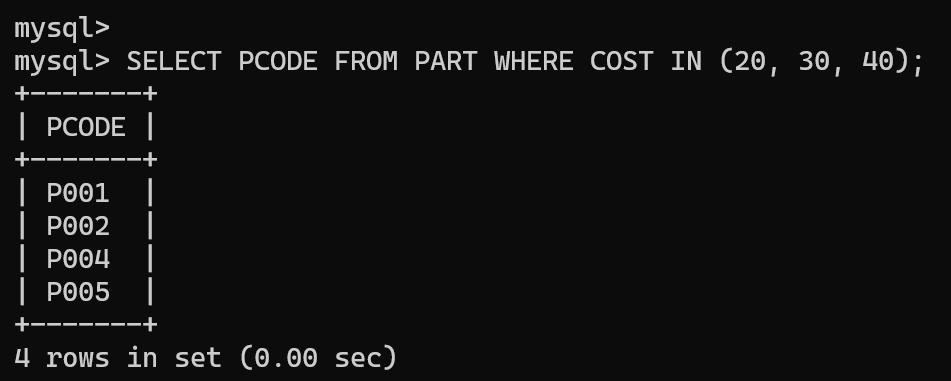 mysql>
mysql> SELECT PCODE FROM PART WHERE COST IN (20, 30, 40);
+-------+
| PCODE |
+-------+
| P001  |
| P002  |
| P004  |
| P005  |
+-------+
4 rows in set (0.00 sec)